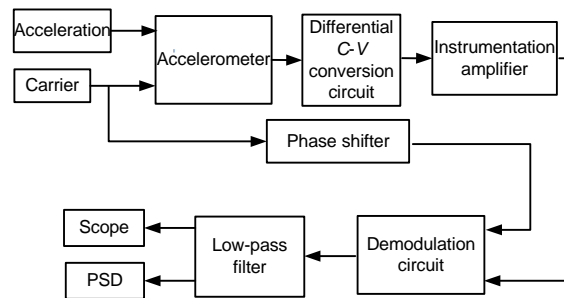 Acceleration
Carrier
Accelerometer
Differential
C-V
conversion
circuit
Instrumentation
amplifier
Phase shifter
Scope
PSD
Low-pass
filter
Demodulation
circuit